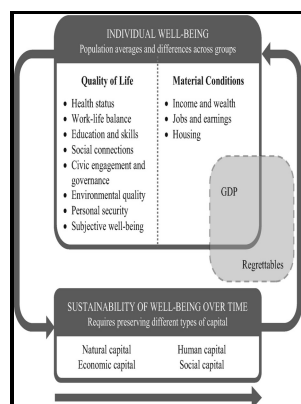 INDIVIDUAL WELL-BEING
Population averages and differences across groups
Quality of Life
• Health status
• Work-life balance
• Education and skills
• Social connections
• Civic engagement and
governance
• Environmental quality
• Personal security
• Subjective well-being
Material Conditions
• Income and wealth
• Jobs and earnings
• Housing
GDP
Regrettables
SUSTAINABILITY OF WELL-BEING OVER TIME
Requires preserving different types of capital
Natural capital Human capital
Economic capital Social capital